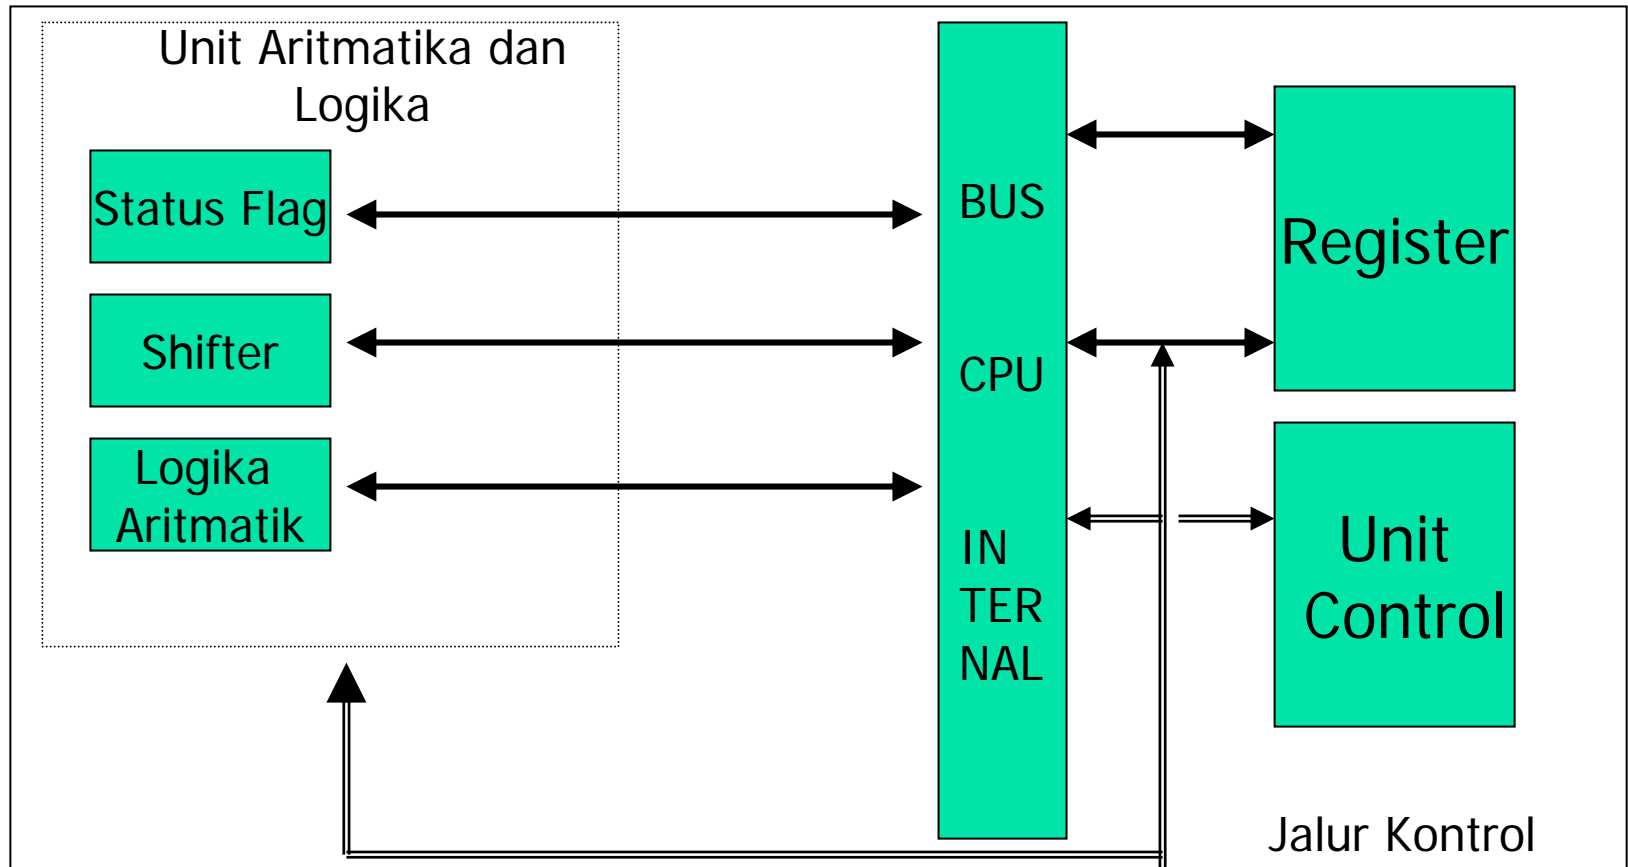 Unit Aritmatika dan
Logika
Status Flag
Shifter
Logika
Aritmatik
BUS
CPU
IN
TER
NAL
Register
Unit
Control
Jalur Kontrol